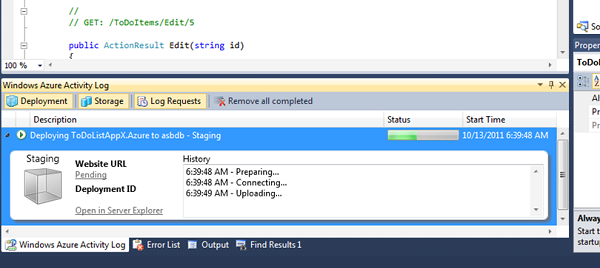 //
// GET: /ToDoItems/Edit/5
public ActionResult Edit(string id)
{
100 %
Windows Azure Activity Log
Deployment Storage Log Requests Remove all completed
Description Status Start Time
Deploying ToDoListAppX.Azure to asbdb - Staging 10/13/2011 6:39:48 AM
Staging
Website URL
Pending
Deployment ID
Open in Server Explorer
History
6:39:48 AM - Preparing...
6:39:48 AM - Connecting...
6:39:49 AM - Uploading...
Windows Azure Activity Log Error List Output Find Results 1
So
Proper
ToDoL
Al
Pr
Pr
Alway
Start t
startu